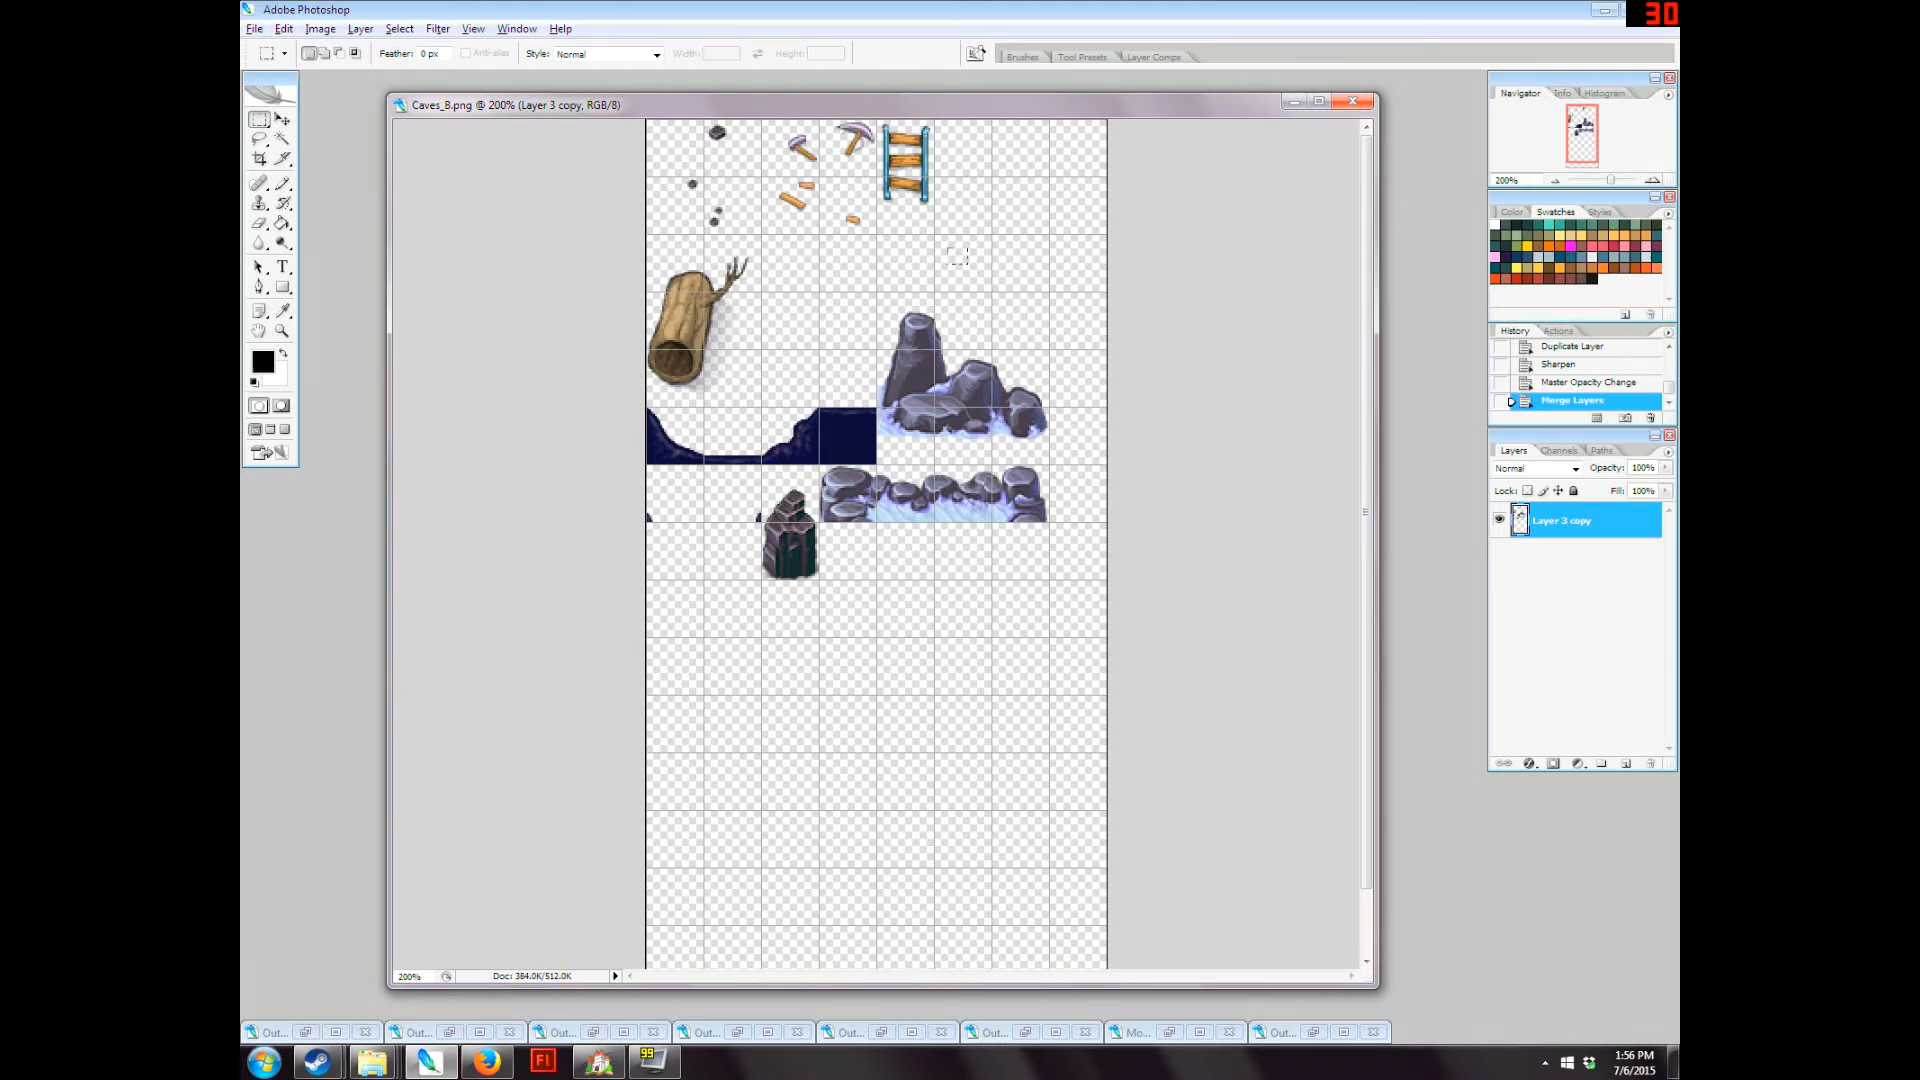 Adobe Photoshop
30
File Edit Image Layer Select Filter View Window Help
Feather: 0 px Anti-alias Style: Normal Width: Height: Brushes Tool Presets Layer Comps
Caves_B.png @ 200% (Layer 3 copy, RGB/8)
Navigator Info Histogram
200%
Color Swatches Styles
History Actions
Duplicate Layer
Sharpen
Master Opacity Change
Merge Layers
Layers Channels Paths
Normal Opacity: 100%
Lock: Fill: 100%
Layer 3 copy
T
200% Doc: 384.0K/512.0K
Out... Out... Out... Out... Out... Out... Mo... Out...
Fl
99
1:56 PM
7/6/2015